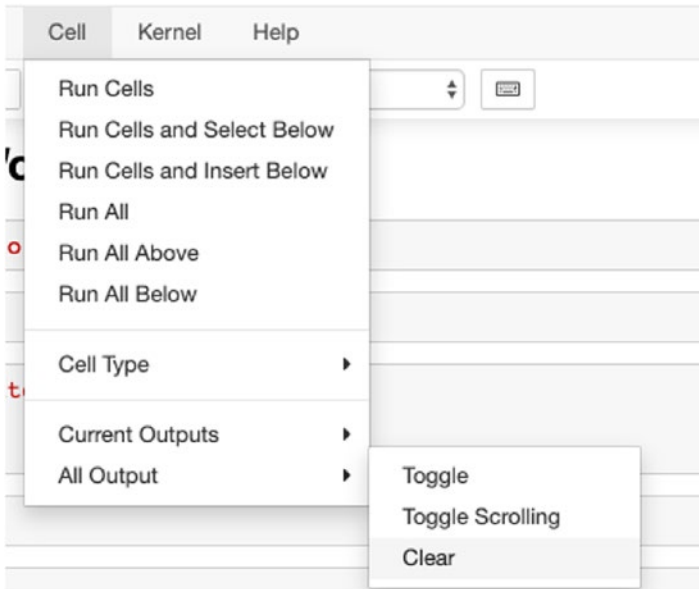 Cell Kernel Help
Run Cells
Run Cells and Select Below
Run Cells and Insert Below
Run All
Run All Above
Run All Below
Cell Type
Current Outputs
All Output
Toggle
Toggle Scrolling
Clear